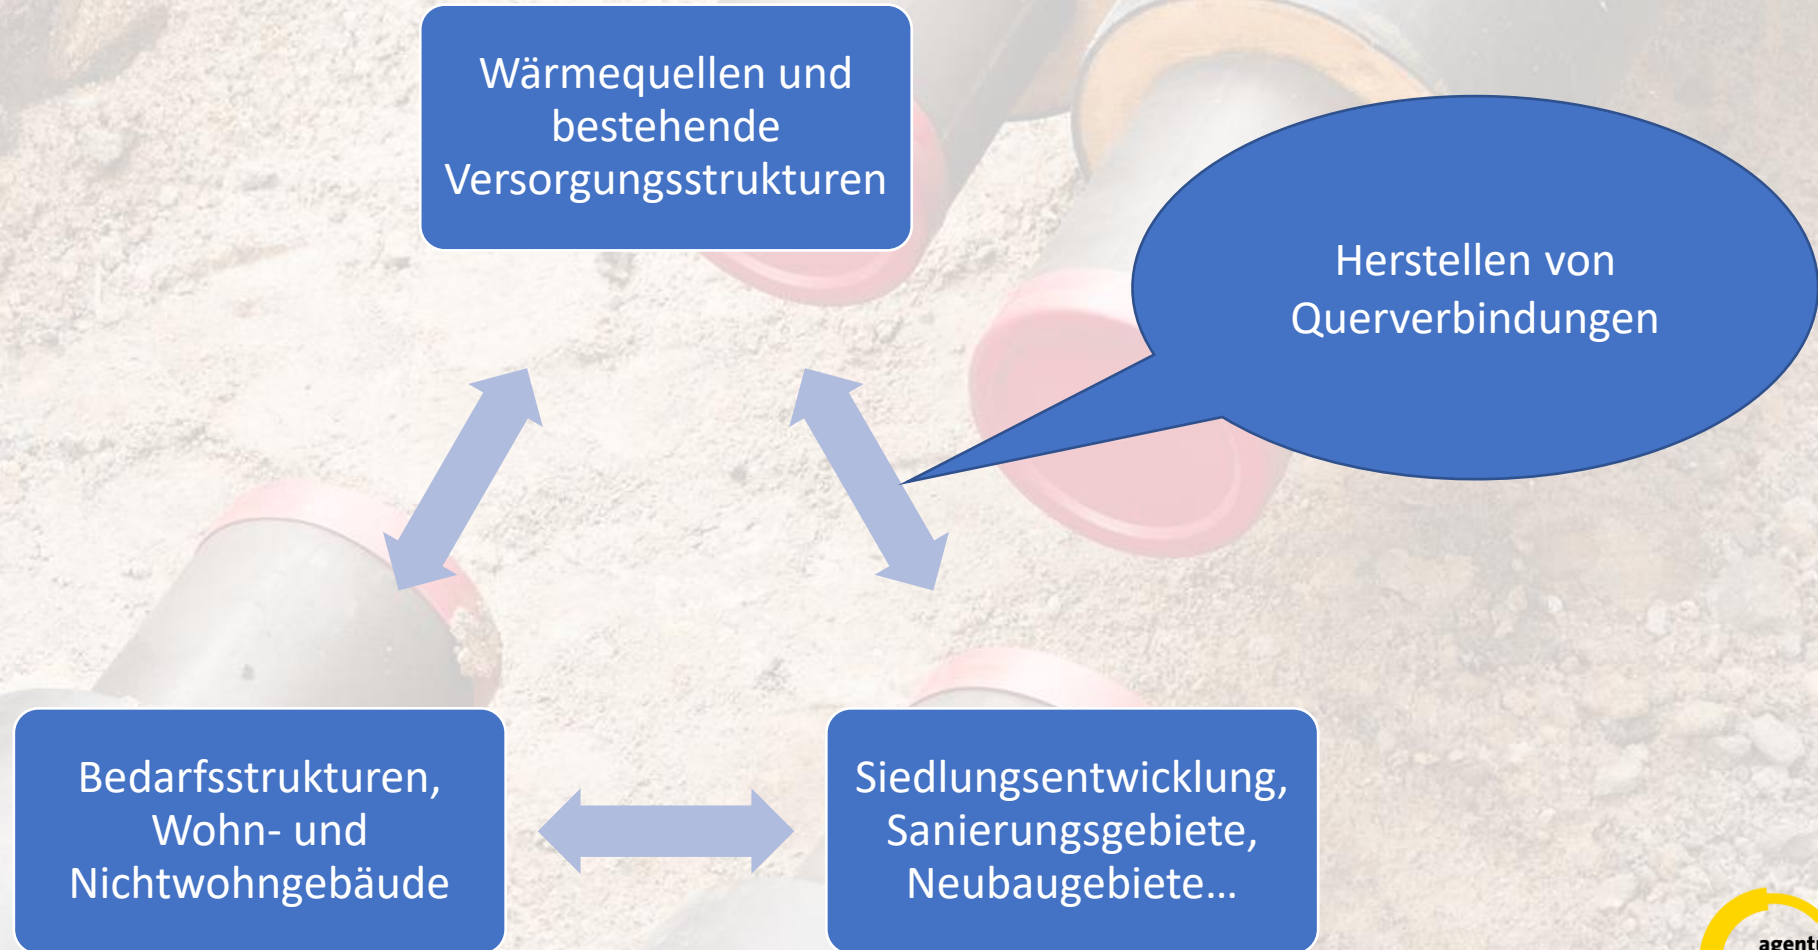 Wärmequellen und
bestehende
Versorgungsstrukturen
Herstellen von
Querverbindungen
Bedarfsstrukturen,
Wohn- und
Nichtwohngebäude
Siedlungsentwicklung,
Sanierungsgebiete,
Neubaugebiete...